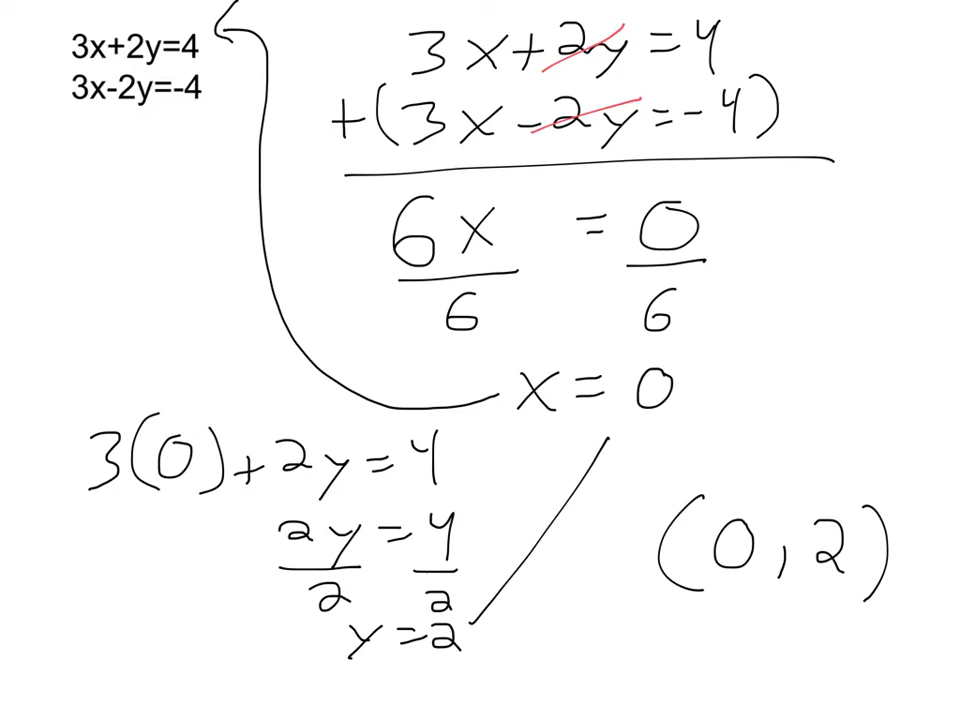 3x+2y=4
3x-2y=-4
3x+2y=4
+(3x-2y=-4)
6x = 0
6 6
x = 0
3(0)+2y=4
2y=4
2 2
y=2
(0,2)